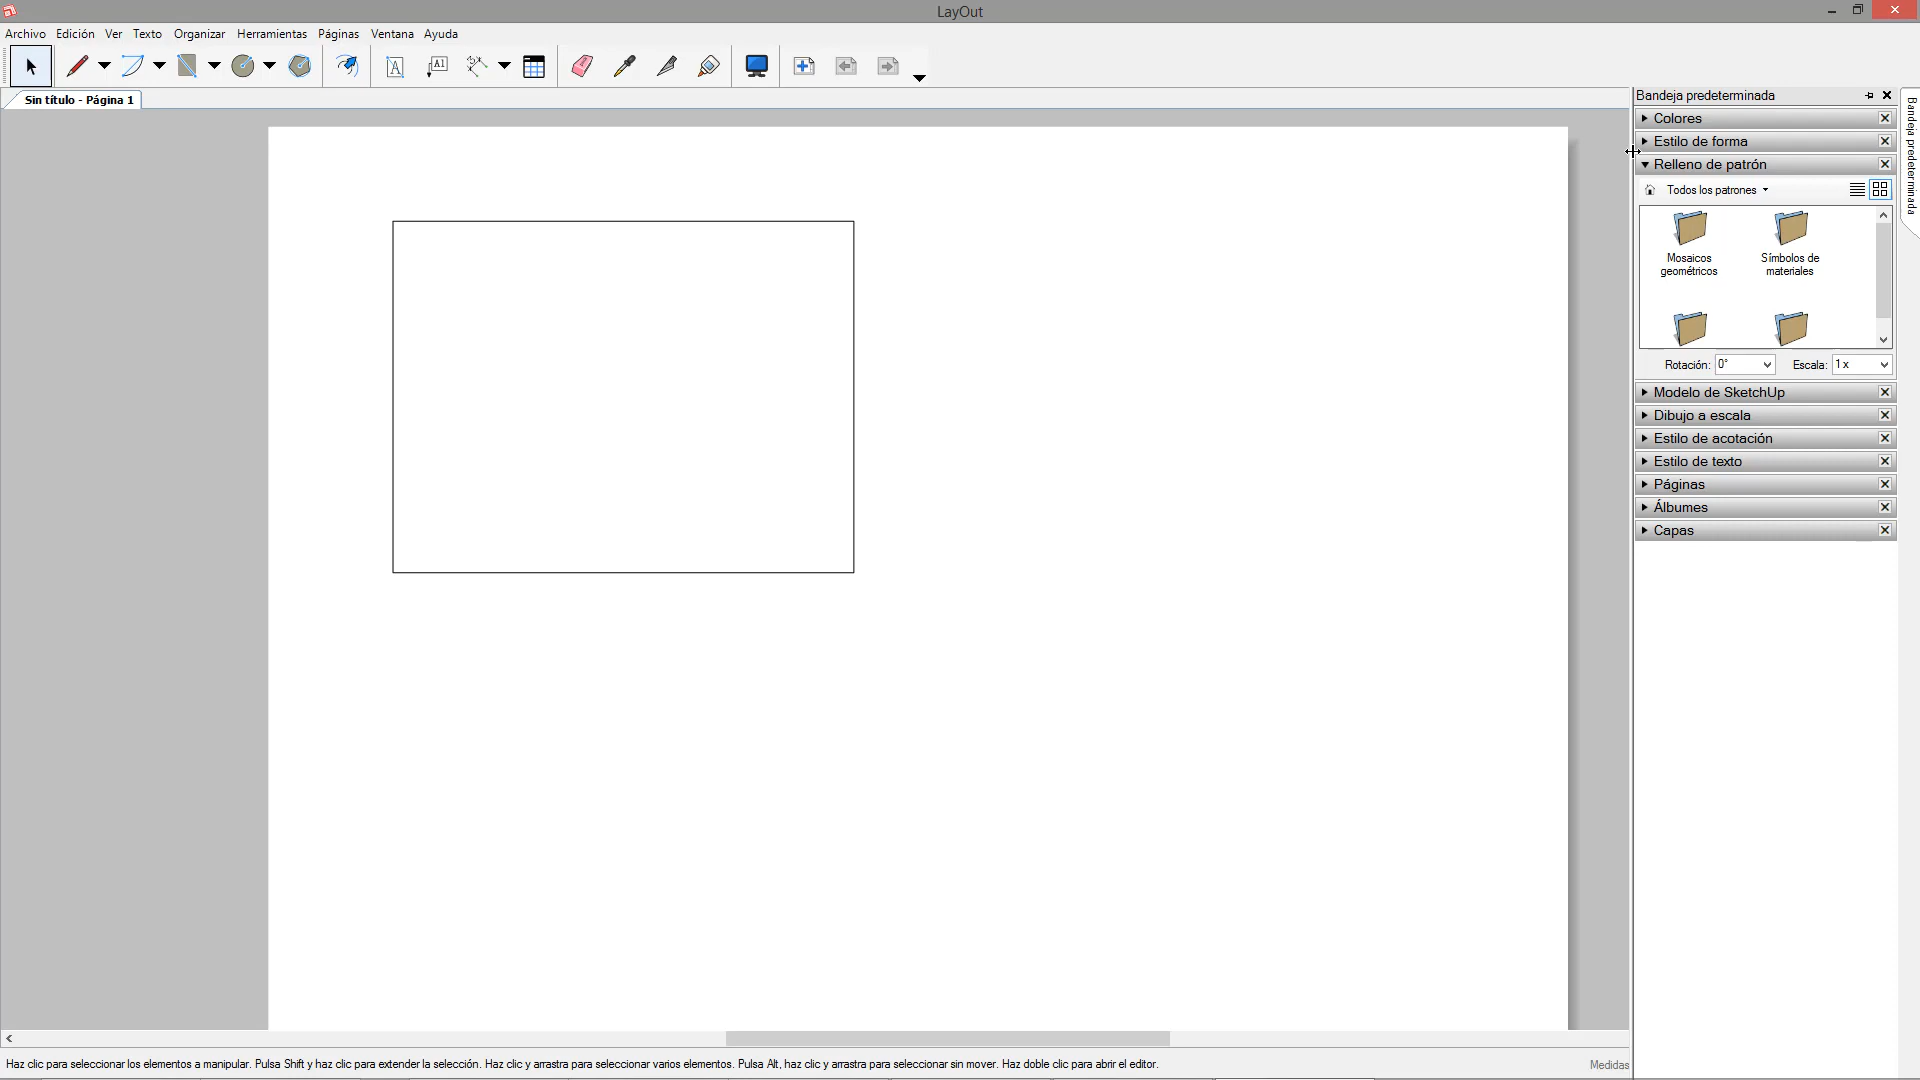 LayOut
Archivo Edición Ver Texto Organizar Herramientas Páginas Ventana Ayuda
A A1
Sin título - Página 1
Bandeja predeterminada
Bandeja predeterminada
Colores
Estilo de forma
Relleno de patrón
Todos los patrones
Mosaicos geométricos
Símbolos de materiales
Rotación: 0° Escala: 1x
Modelo de SketchUp
Dibujo a escala
Estilo de acotación
Estilo de texto
Páginas
Álbumes
Capas
Haz clic para seleccionar los elementos a manipular. Pulsa Shift y haz clic para extender la selección. Haz clic y arrastra para seleccionar varios elementos. Pulsa Alt, haz clic y arrastra para seleccionar sin mover. Haz doble clic para abrir el editor.
Medidas